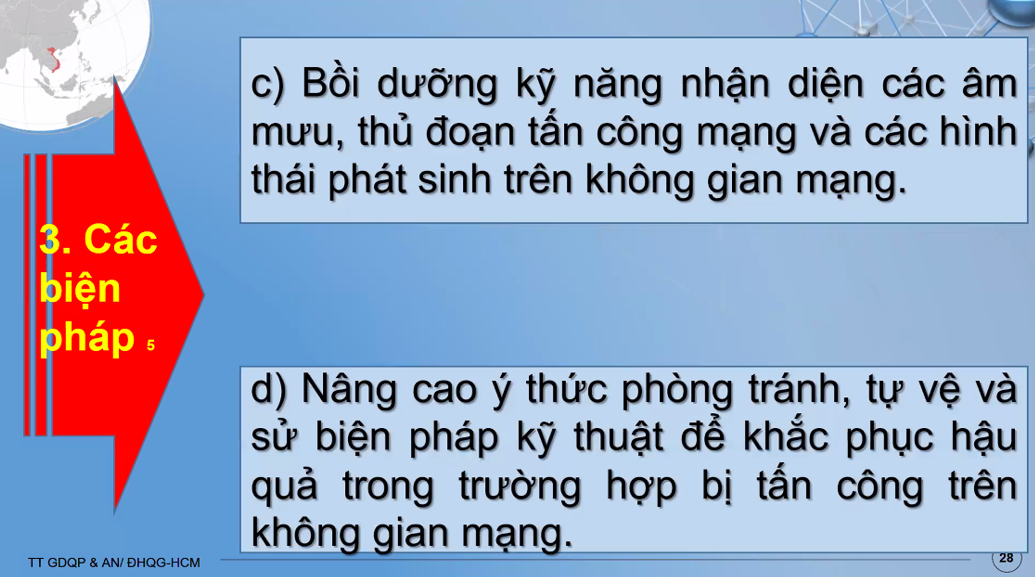 c) Bồi dưỡng kỹ năng nhận diện các âm
mưu, thủ đoạn tấn công mạng và các hình
thái phát sinh trên không gian mạng.
3. Các
biện
pháp 5
d) Nâng cao ý thức phòng tránh, tự vệ và
sử biện pháp kỹ thuật để khắc phục hậu
quả trong trường hợp bị tấn công trên
không gian mạng.
TT GDQP & AN/ ĐHQG-HCM
28